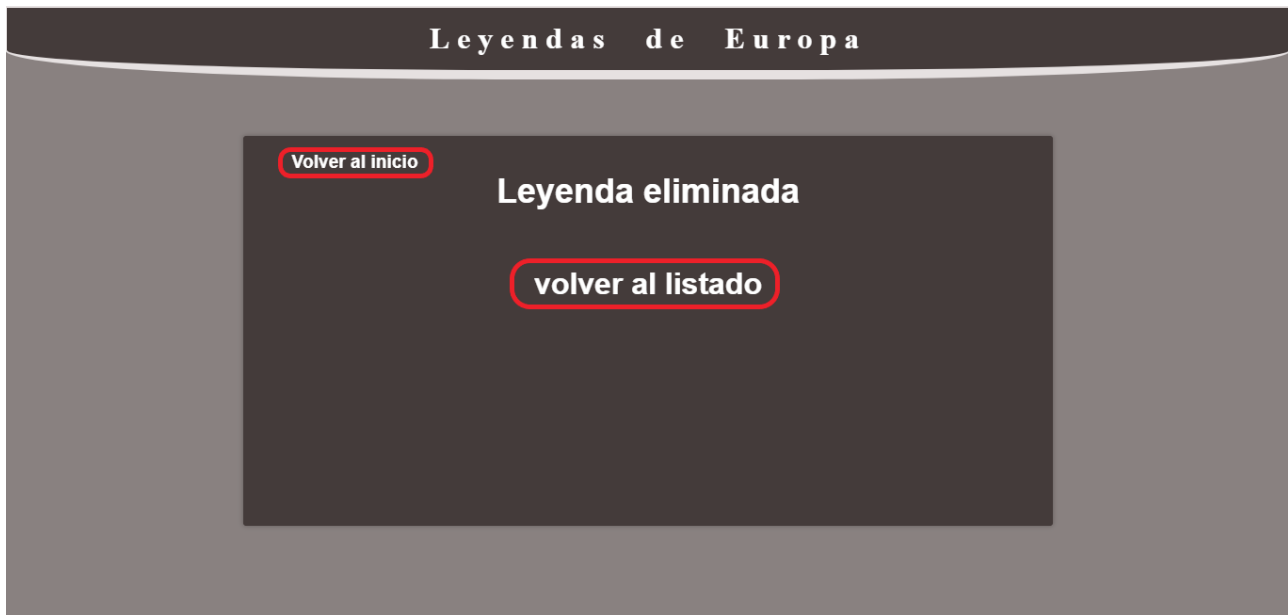 Leyendas de Europa
Volver al inicio
Leyenda eliminada
volver al listado